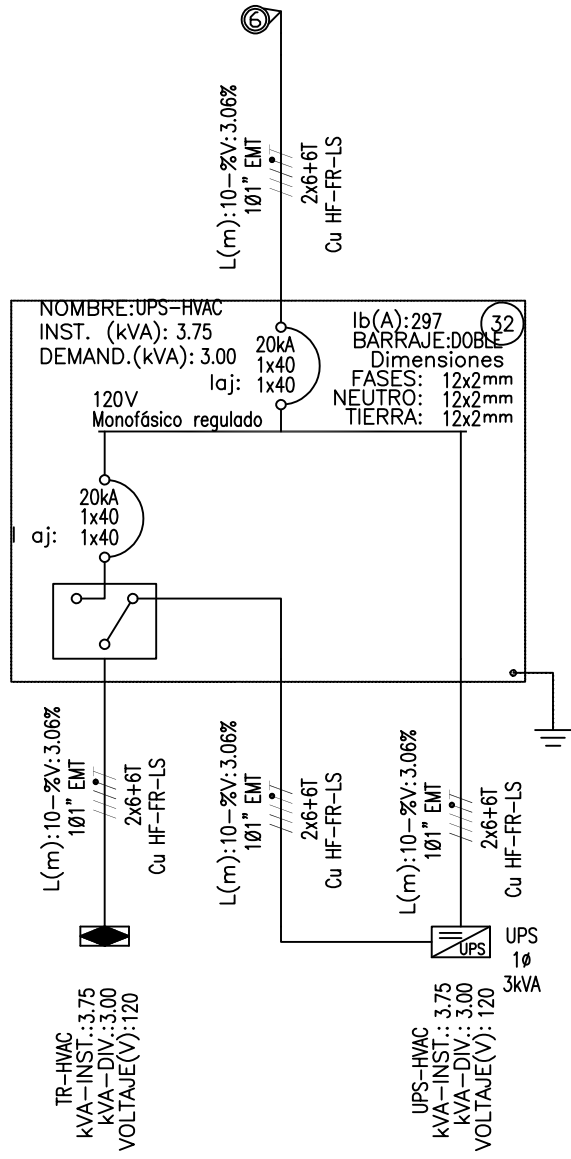 6
L(m):10-%V:3.06%
1Ø1" EMT
2x6+6T
Cu HF-FR-LS
NOMBRE:UPS-HVAC
INST. (kVA): 3.75
DEMAND.(kVA): 3.00
20kA
1x40
Iaj: 1x40
Ib(A):297
32
BARRAJE:DOBLE
Dimensiones
FASES: 12x2mm
NEUTRO: 12x2mm
TIERRA: 12x2mm
120V
Monofásico regulado
20kA
1x40
I aj: 1x40
L(m):10-%V:3.06%
1Ø1" EMT
2x6+6T
Cu HF-FR-LS
L(m):10-%V:3.06%
1Ø1" EMT
2x6+6T
Cu HF-FR-LS
L(m):10-%V:3.06%
1Ø1" EMT
2x6+6T
Cu HF-FR-LS
UPS
UPS
1ø
3kVA
TR-HVAC
kVA-INST.:3.75
kVA-DIV.:3.00
VOLTAJE(V):120
UPS-HVAC
kVA-INST.:3.75
kVA-DIV.:3.00
VOLTAJE(V):120